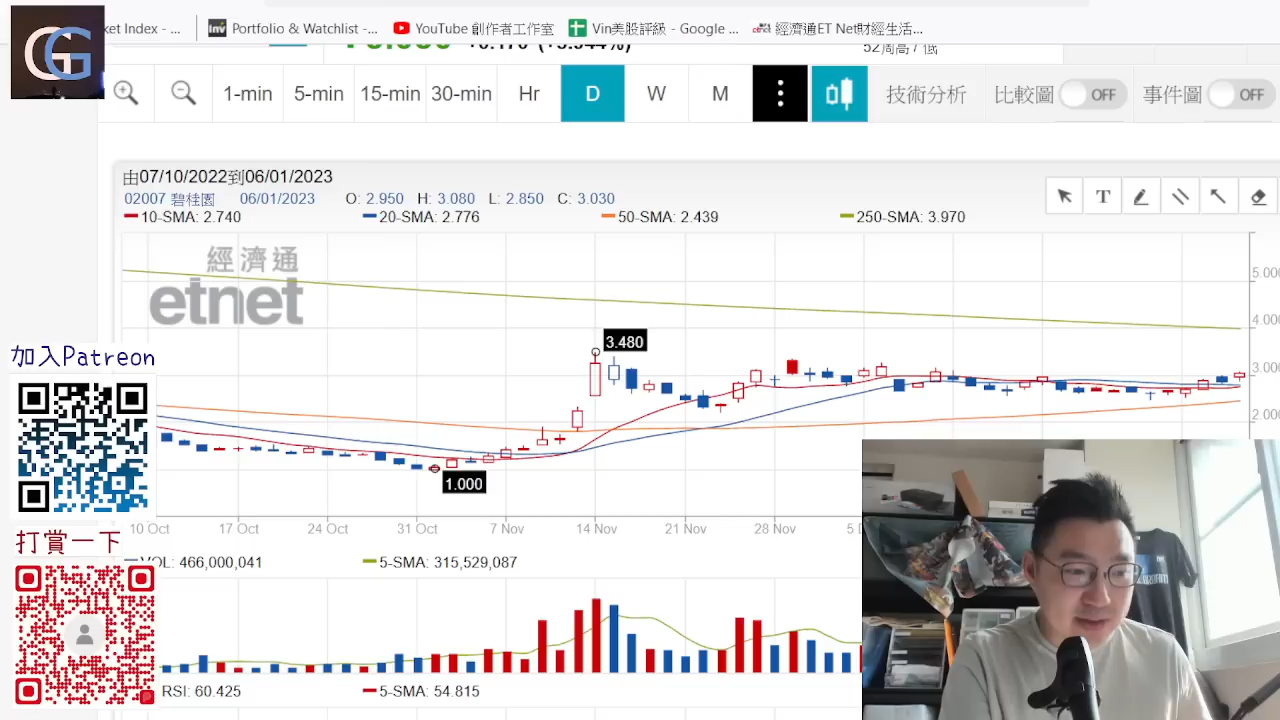 ket Index - ...
Portfolio & Watchlist -...
YouTube 創作者工作室
Vin美股評級 - Google ...
經濟通ET Net財經生活...
52周高 / 低
GG
1-min
5-min
15-min
30-min
Hr
D
W
M
技術分析
比較圖
OFF
事件圖
OFF
由07/10/2022到06/01/2023
02007 碧桂園 06/01/2023 O: 2.950 H: 3.080 L: 2.850 C: 3.030
10-SMA: 2.740 20-SMA: 2.776 50-SMA: 2.439 250-SMA: 3.970
T
經濟通
etnet
5.000
4.000
3.000
2.000
3.480
1.000
加入Patreon
10 Oct 17 Oct 24 Oct 31 Oct 7 Nov 14 Nov 21 Nov 28 Nov
打賞一下
VOL: 466,000,041 5-SMA: 315,529,087
RSI: 60.425 5-SMA: 54.815